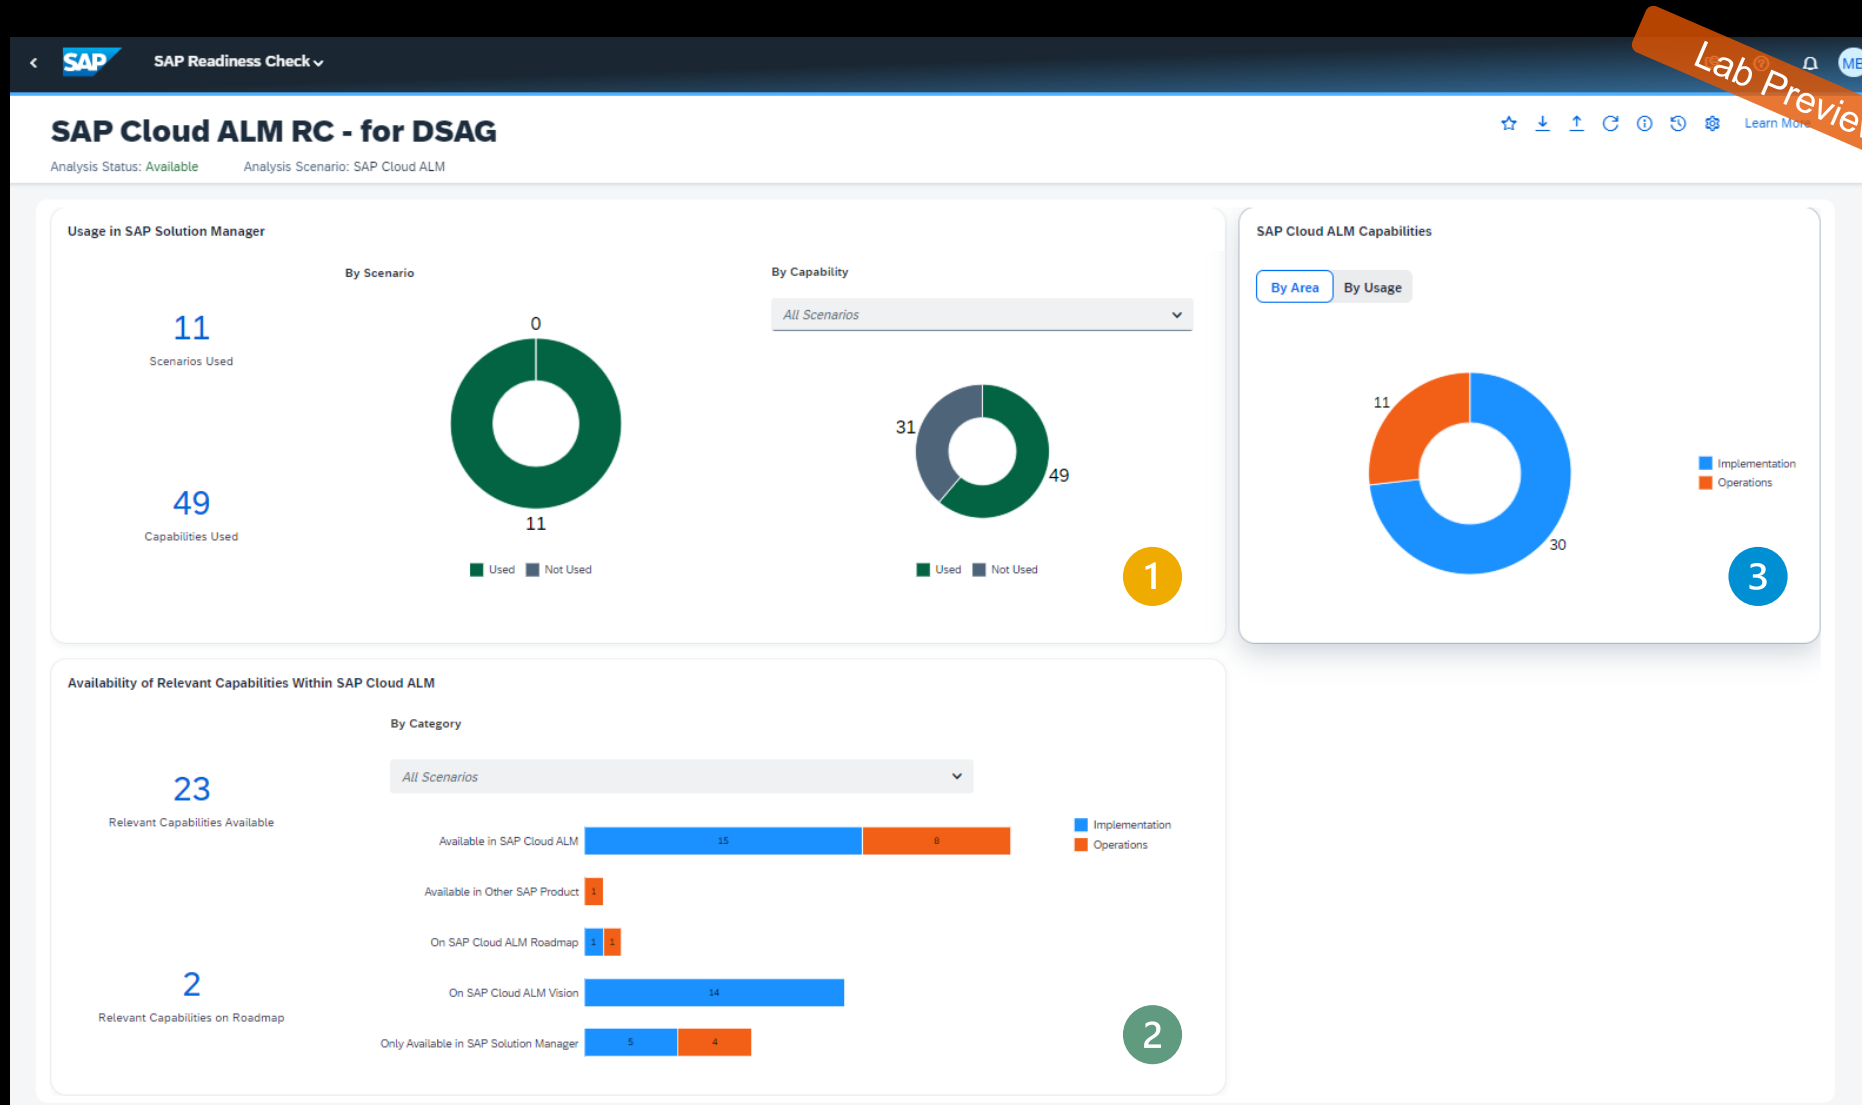 SAP
SAP Readiness Check
Lab Preview
MB
SAP Cloud ALM RC - for DSAG
Learn More
Analysis Status: Available
Analysis Scenario: SAP Cloud ALM
Usage in SAP Solution Manager
11
Scenarios Used
49
Capabilities Used
By Scenario
0
11
Used
Not Used
By Capability
All Scenarios
31
49
Used
Not Used
1
SAP Cloud ALM Capabilities
By Area
By Usage
11
30
Implementation
Operations
3
Availability of Relevant Capabilities Within SAP Cloud ALM
23
Relevant Capabilities Available
2
Relevant Capabilities on Roadmap
By Category
All Scenarios
Available in SAP Cloud ALM 15 8
Available in Other SAP Product 1
On SAP Cloud ALM Roadmap 1 1
On SAP Cloud ALM Vision 14
Only Available in SAP Solution Manager 5 4
Implementation
Operations
2